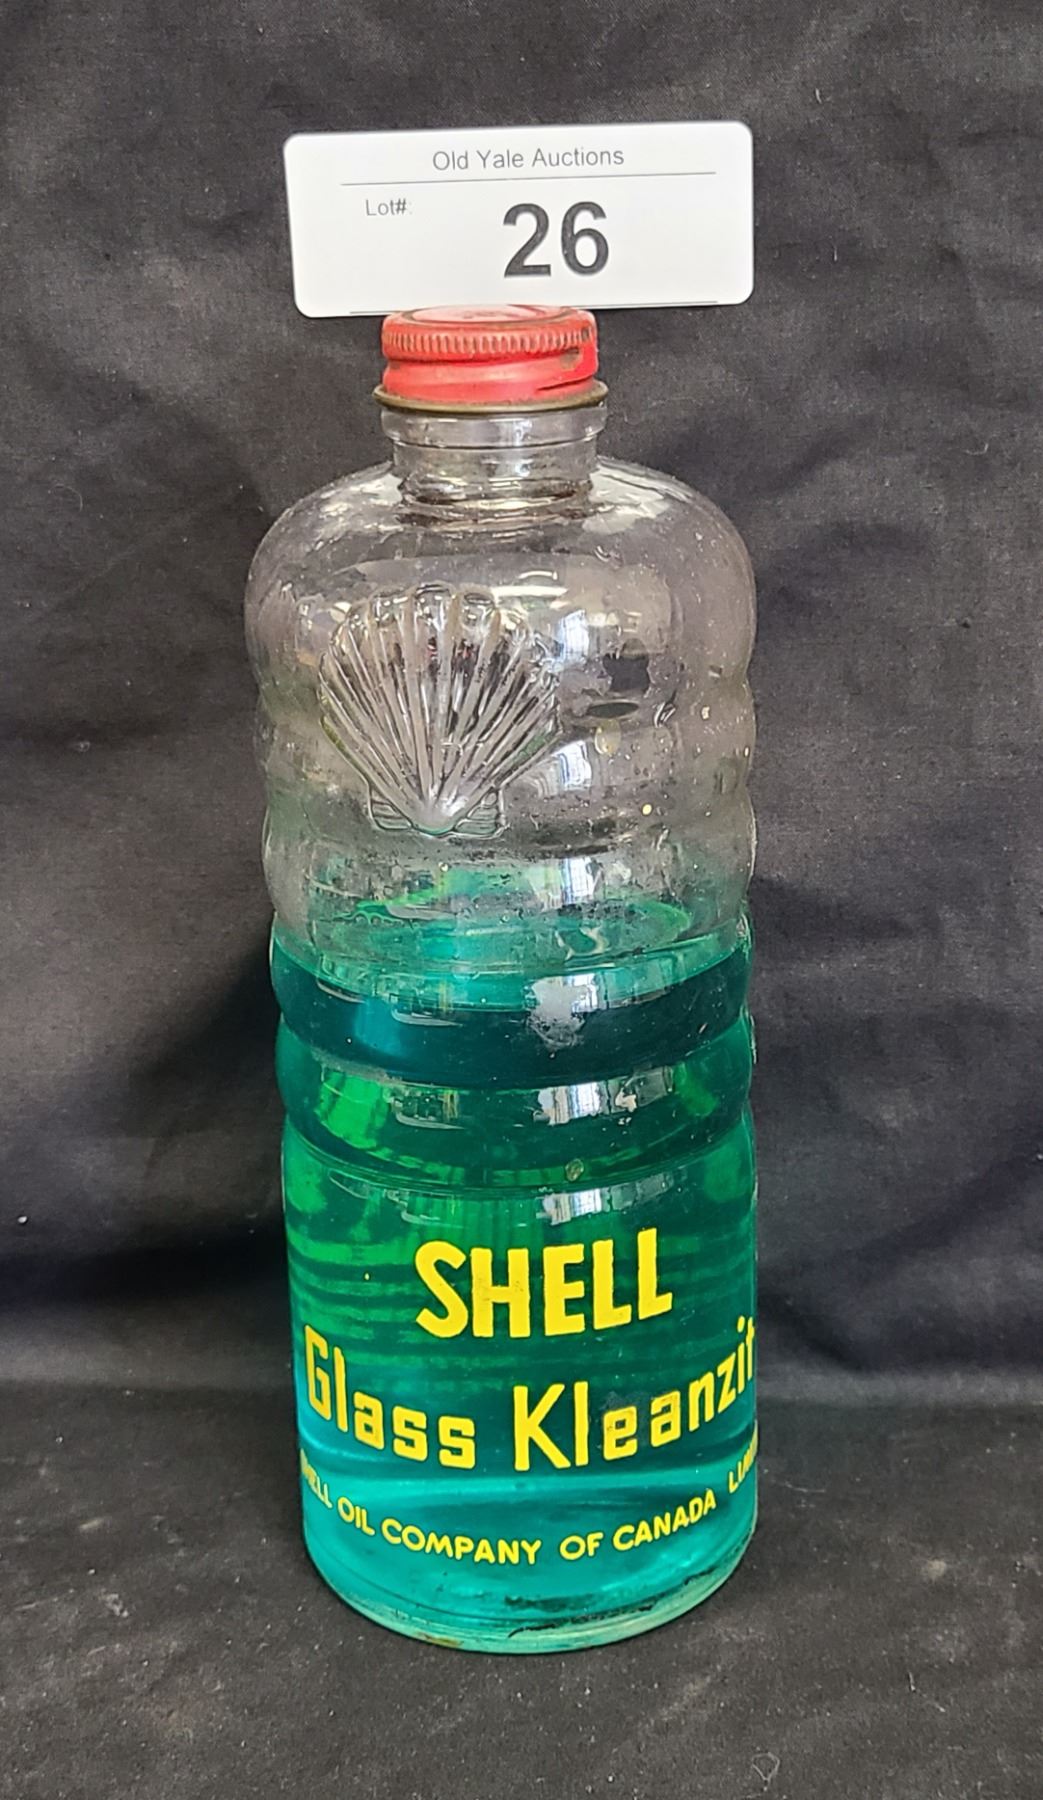 Old Yale Auctions
Lot#:
26
SHELL
Glass Kleanzit
OIL COMPANY OF CANADA